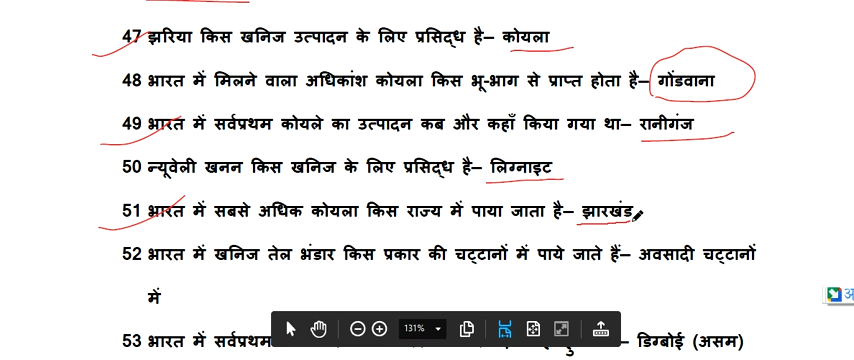 47 झरिया किस खनिज उत्पादन के लिए प्रसिद्ध है– कोयला
48 भारत में मिलने वाला अधिकांश कोयला किस भू-भाग से प्राप्त होता है– गोंडवाना
49 भारत में सर्वप्रथम कोयले का उत्पादन कब और कहाँ किया गया था– रानीगंज
50 न्यूवेली खनन किस खनिज के लिए प्रसिद्ध है– लिग्नाइट
51 भारत में सबसे अधिक कोयला किस राज्य में पाया जाता है– झारखंड
52 भारत में खनिज तेल भंडार किस प्रकार की चट्टानों में पाये जाते हैं– अवसादी चट्टानों
में
131%
53 भारत में सर्वप्रथम – डिग्बोई (असम)